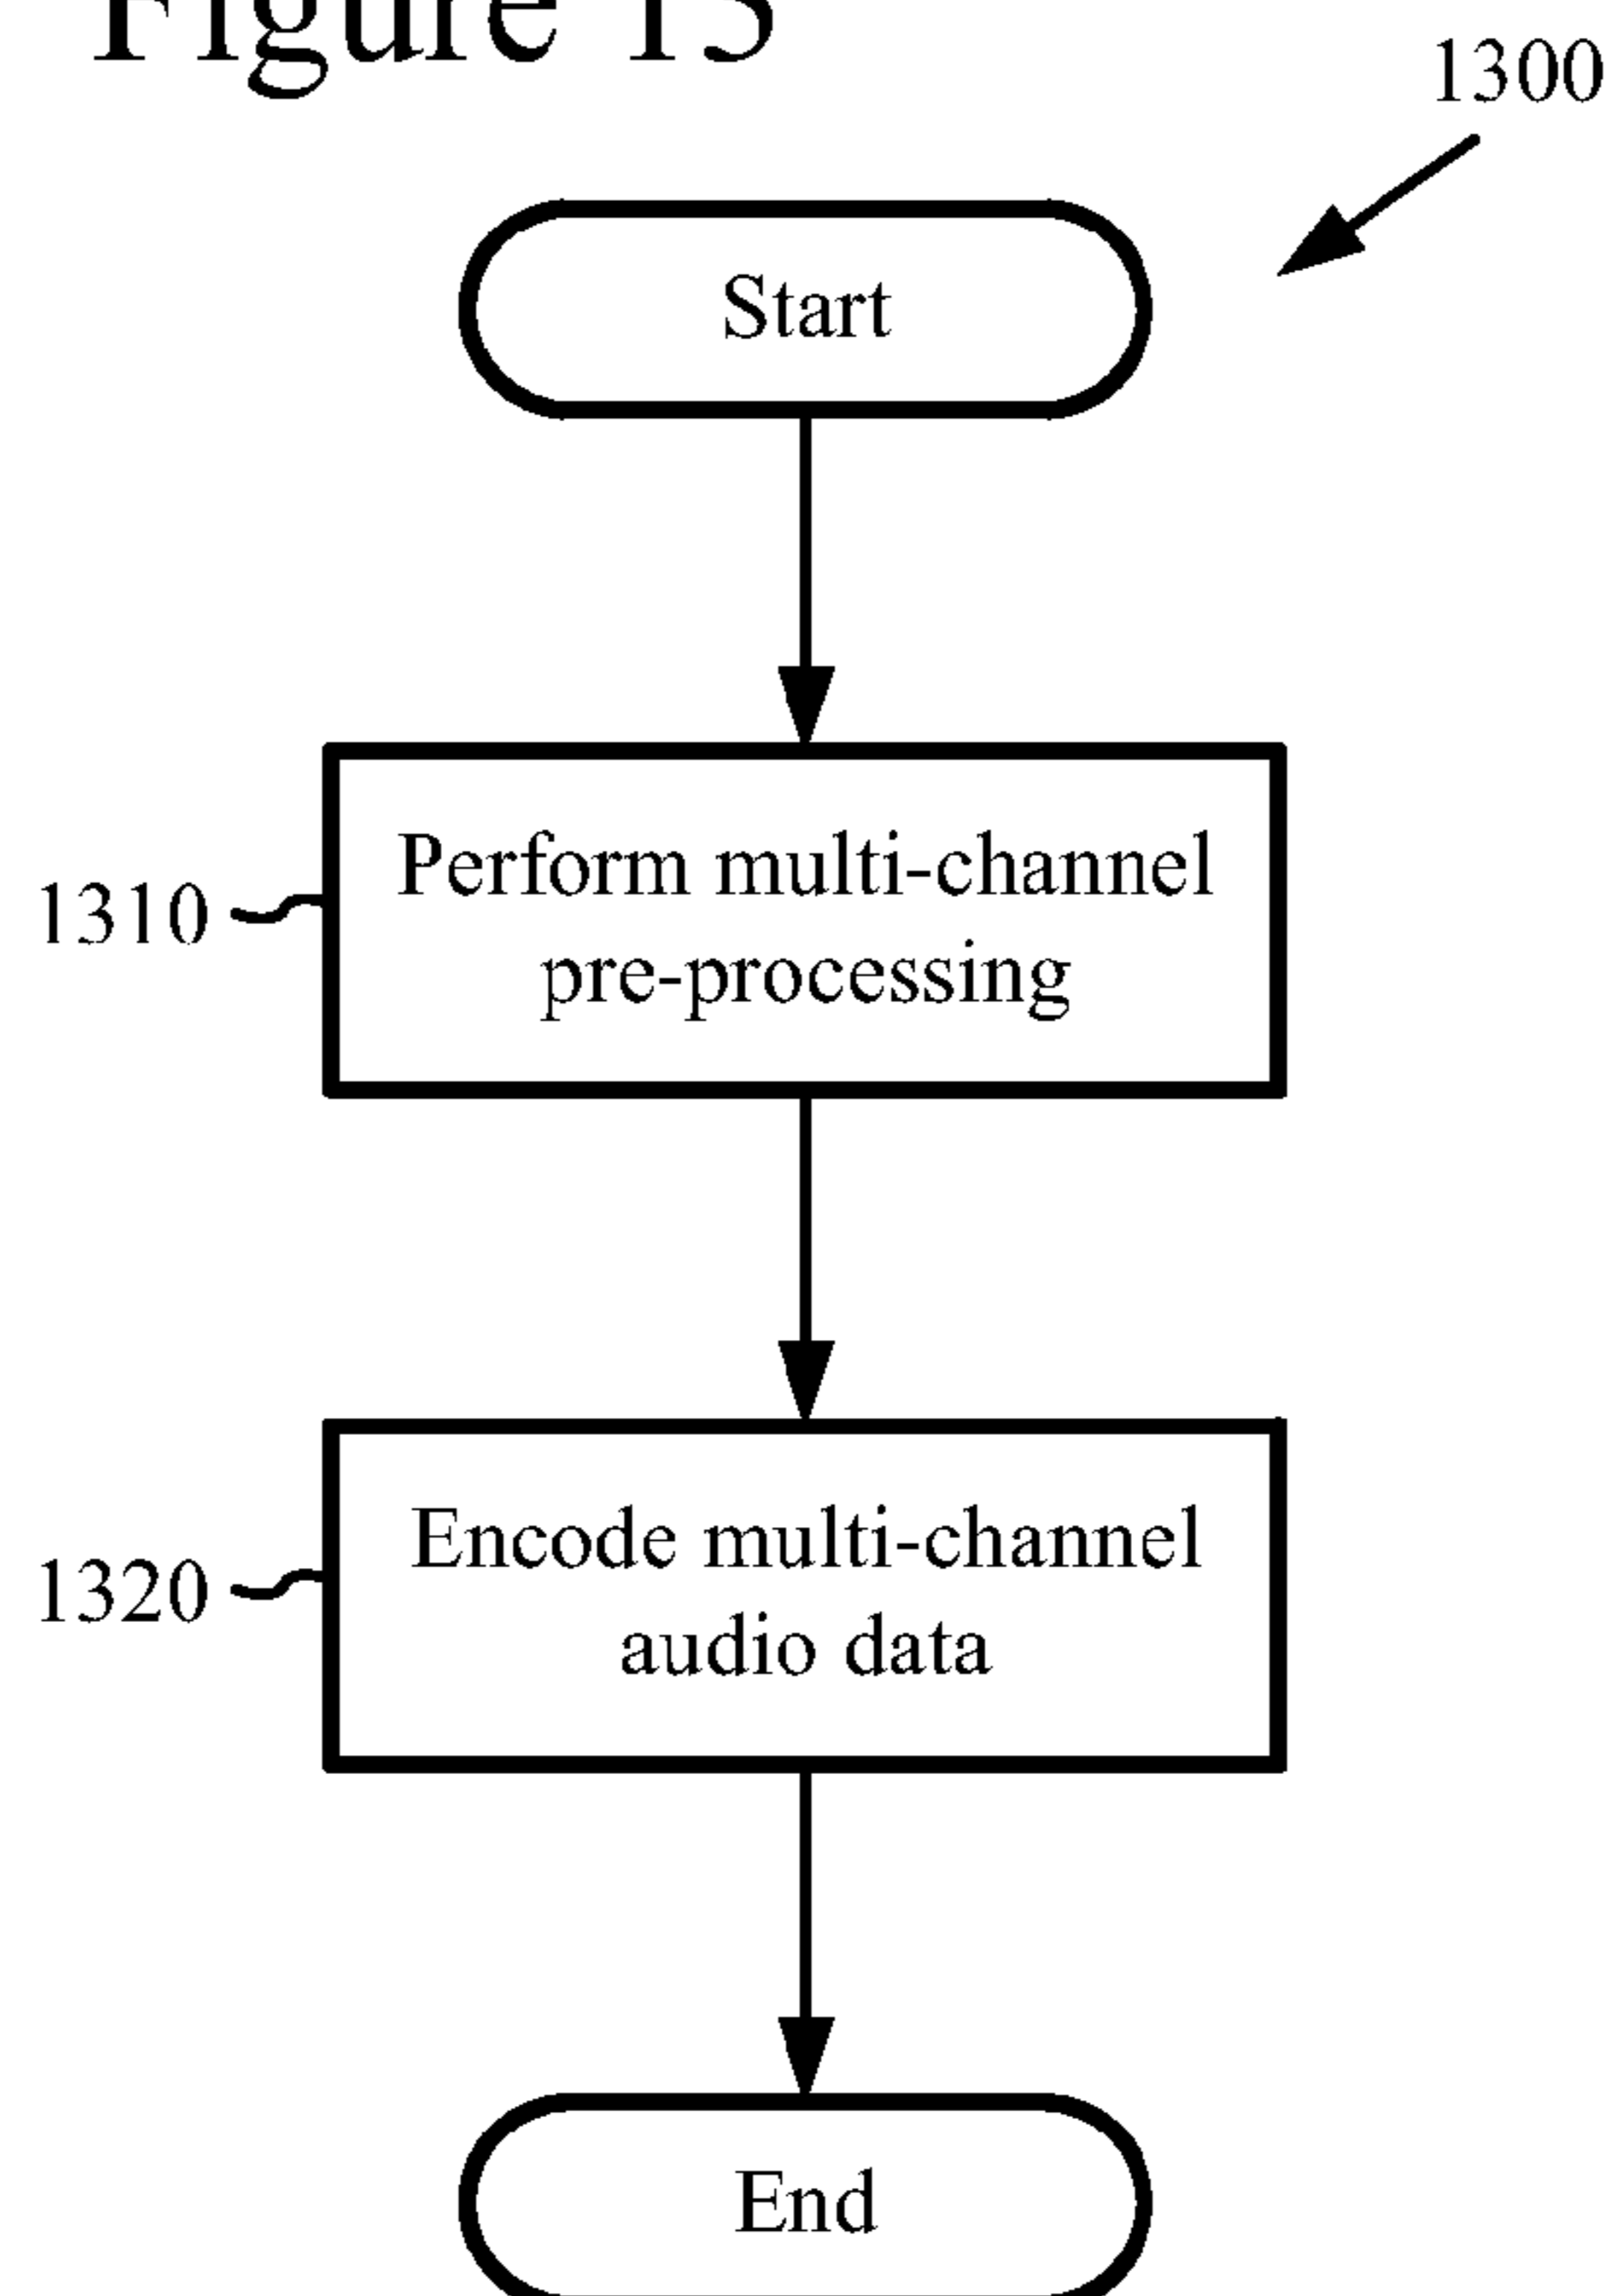 Figure 13
1300
Start
1310
Perform multi-channel
pre-processing
1320
Encode multi-channel
audio data
End